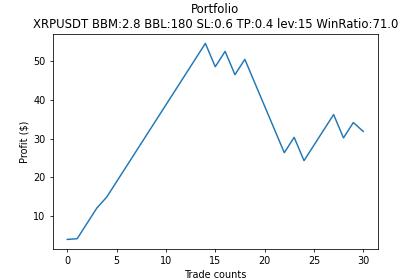 Portfolio
XRPUSDT BBM:2.8 BBL:180 SL:0.6 TP:0.4 lev:15 WinRatio:71.0
50
40
30
20
10
Profit ($)
0 5 10 15 20 25 30
Trade counts